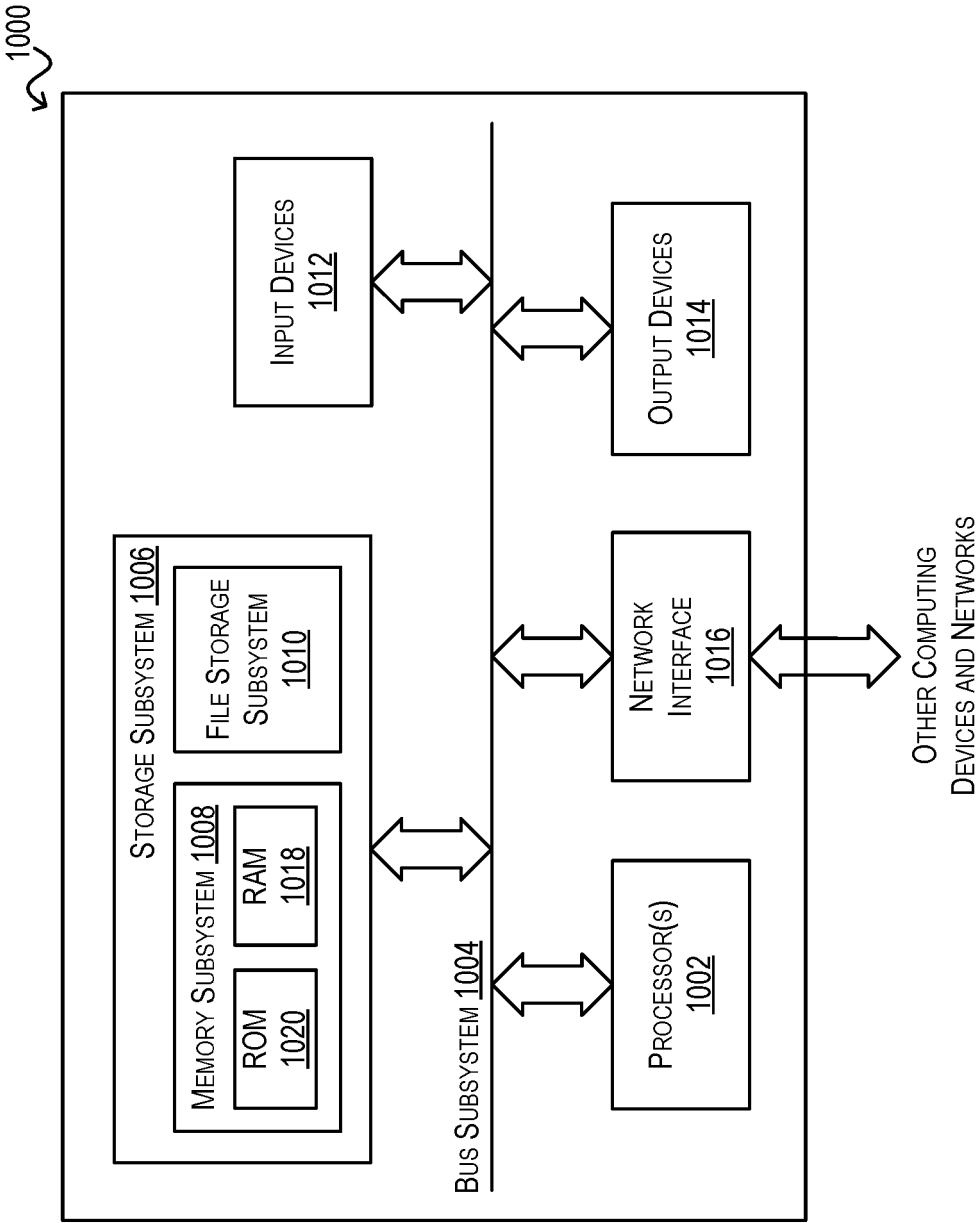 1000
STORAGE SUBSYSTEM 1006
MEMORY SUBSYSTEM 1008
ROM
1020
RAM
1018
FILE STORAGE
SUBSYSTEM
1010
INPUT DEVICES
1012
BUS SUBSYSTEM 1004
PROCESSOR(S)
1002
NETWORK
INTERFACE
1016
OUTPUT DEVICES
1014
OTHER COMPUTING
DEVICES AND NETWORKS